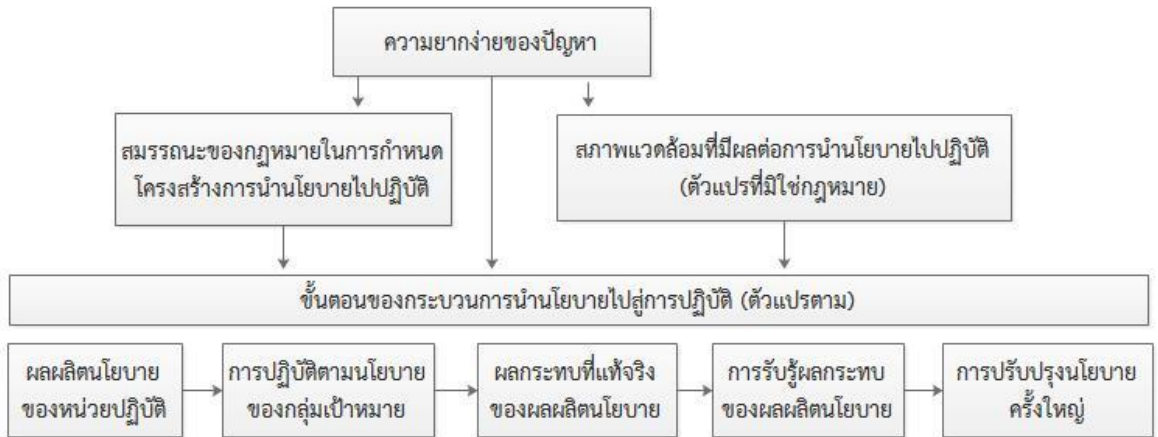 ความยากง่ายของปัญหา
สมรรถนะของกฎหมายในการกำหนด
โครงสร้างการนำนโยบายไปปฏิบัติ
สภาพแวดล้อมที่มีผลต่อการนำนโยบายไปปฏิบัติ
(ตัวแปรที่มิใช่กฎหมาย)
ขั้นตอนของกระบวนการนำนโยบายไปสู่การปฏิบัติ (ตัวแปรตาม)
ผลผลิตนโยบาย
ของหน่วยปฏิบัติ
การปฏิบัติตามนโยบาย
ของกลุ่มเป้าหมาย
ผลกระทบที่แท้จริง
ของผลผลิตนโยบาย
การรับรู้ผลกระทบ
ของผลผลิตนโยบาย
การปรับปรุงนโยบาย
ครั้งใหญ่